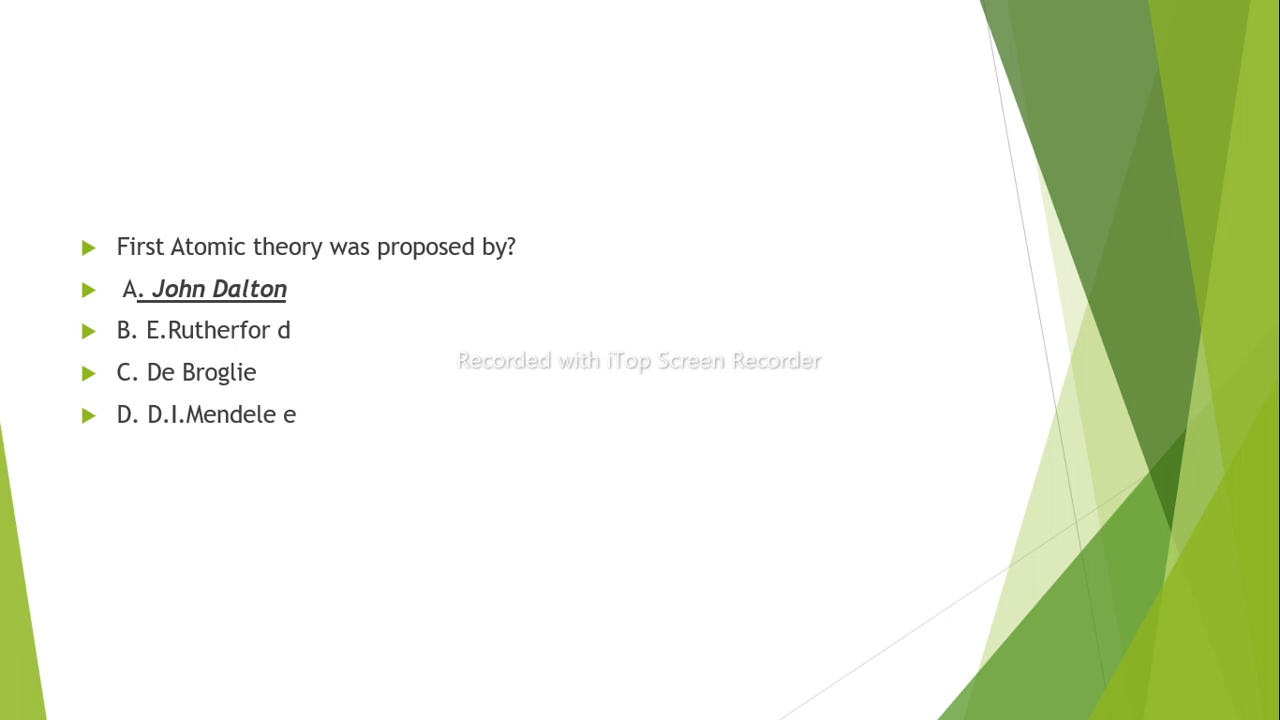 First Atomic theory was proposed by?
A. John Dalton
B. E.Rutherfor d
C. De Broglie
Recorded with iTop Screen Recorder
D. D.I.Mendele e